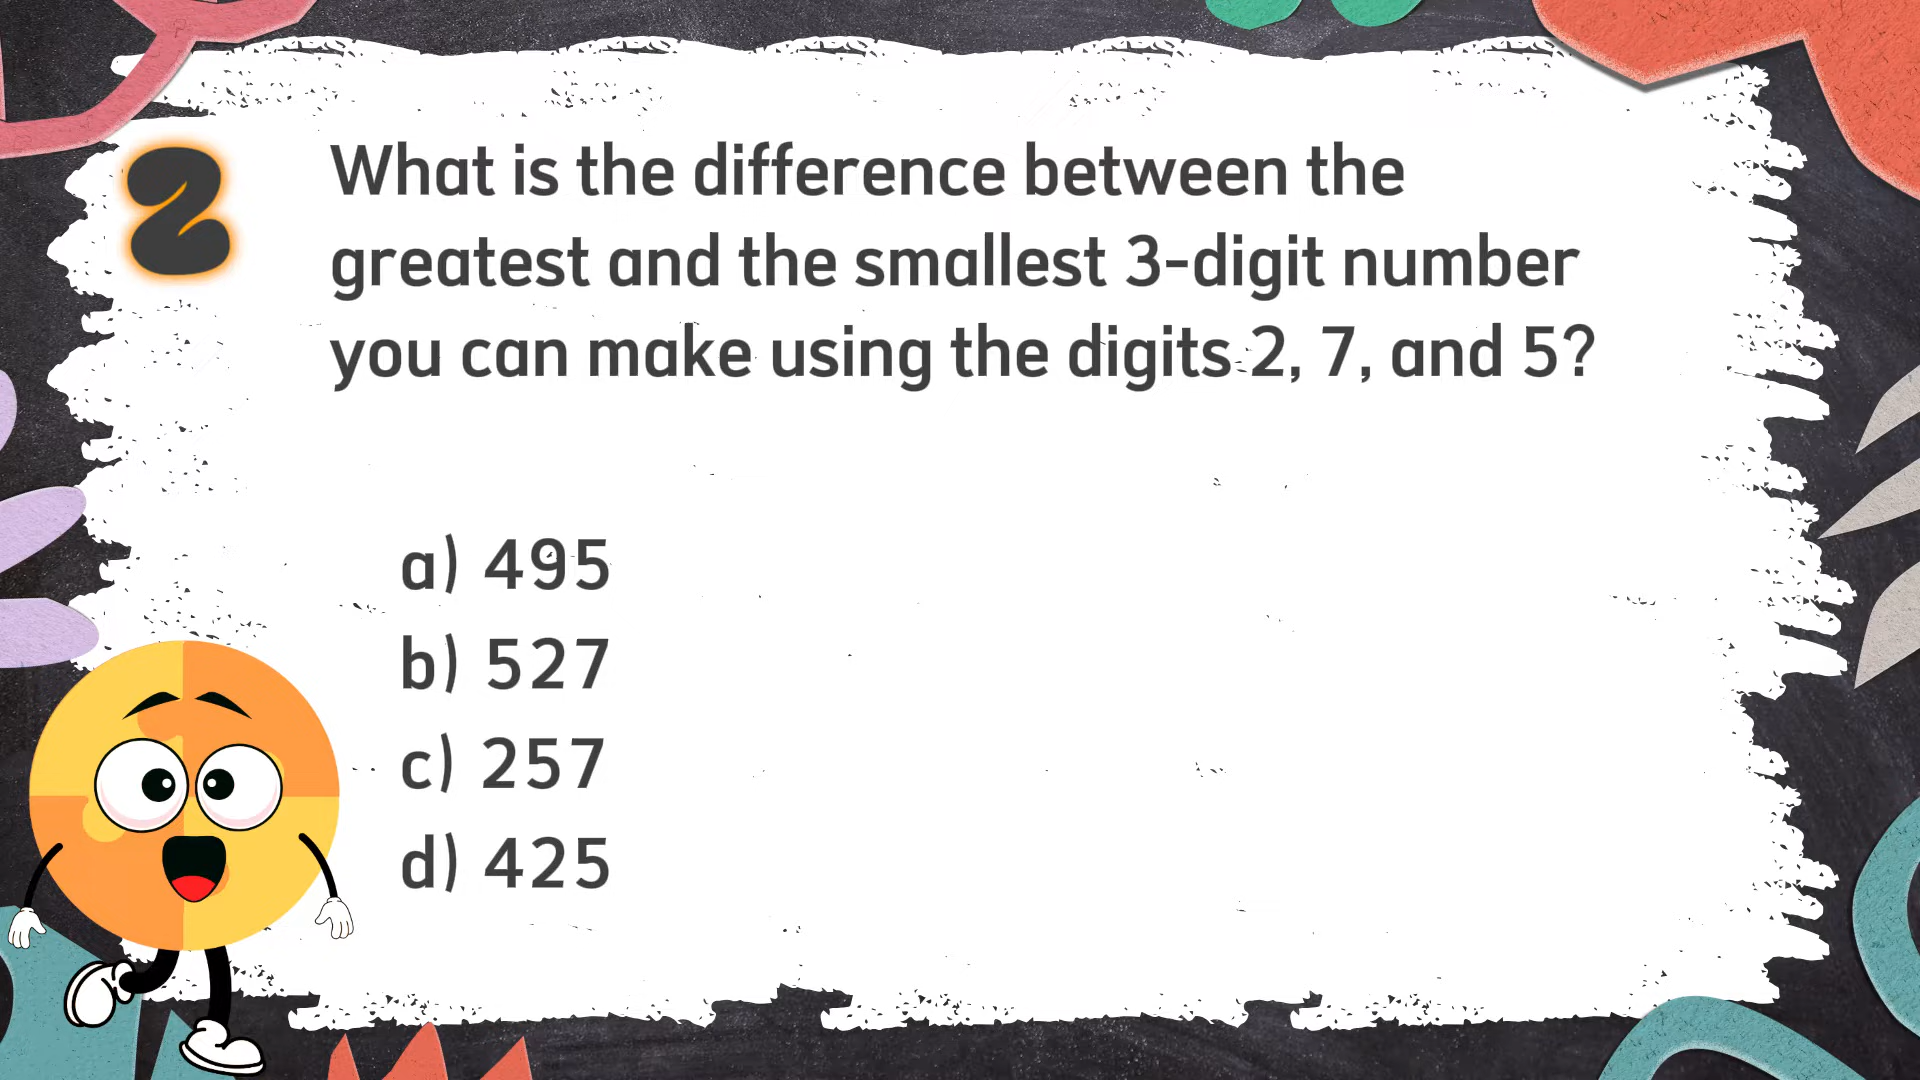 2
What is the difference between the
greatest and the smallest 3-digit number
you can make using the digits 2, 7, and 5?
a) 495
b) 527
c) 257
d) 425